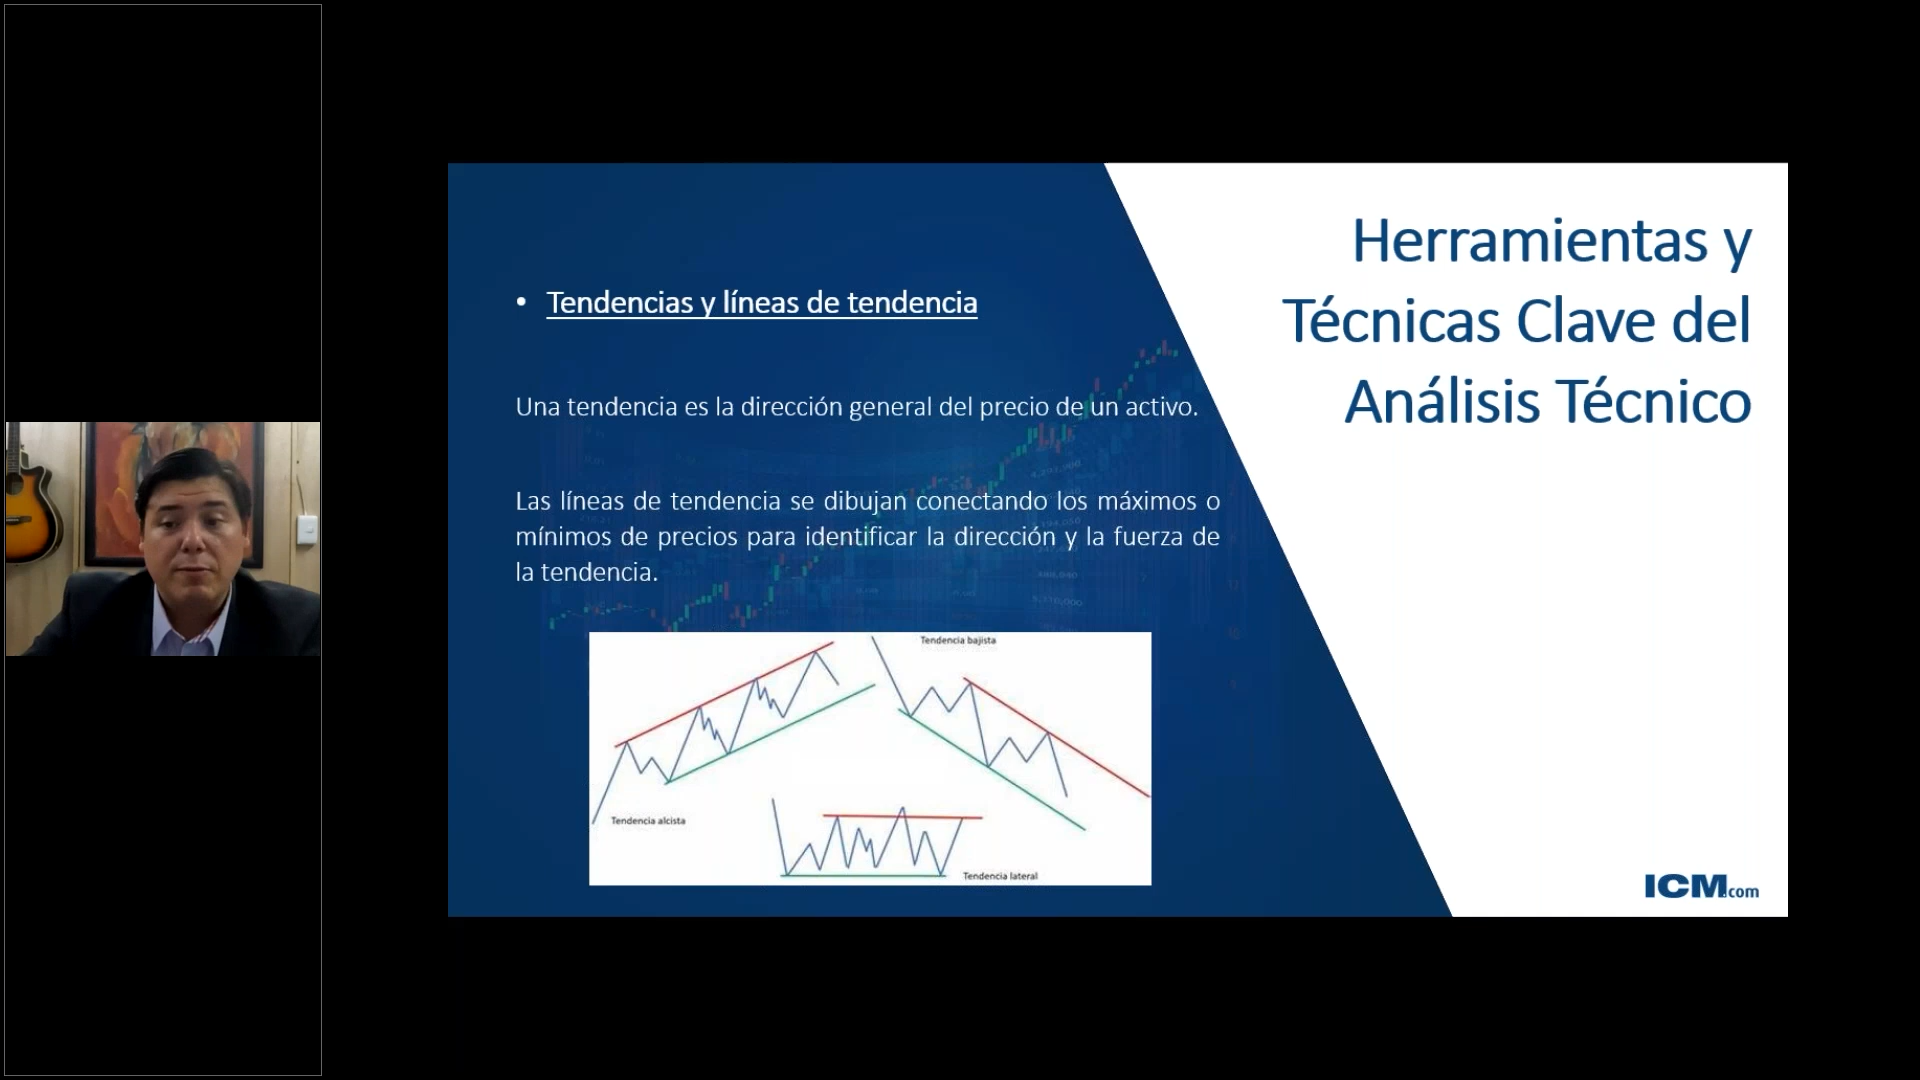 Herramientas y
Técnicas Clave del
Análisis Técnico
• Tendencias y líneas de tendencia
Una tendencia es la dirección general del precio de un activo.
Las líneas de tendencia se dibujan conectando los máximos o
mínimos de precios para identificar la dirección y la fuerza de
la tendencia.
Tendencia bajista
Tendencia alcista
Tendencia lateral
ICM.com